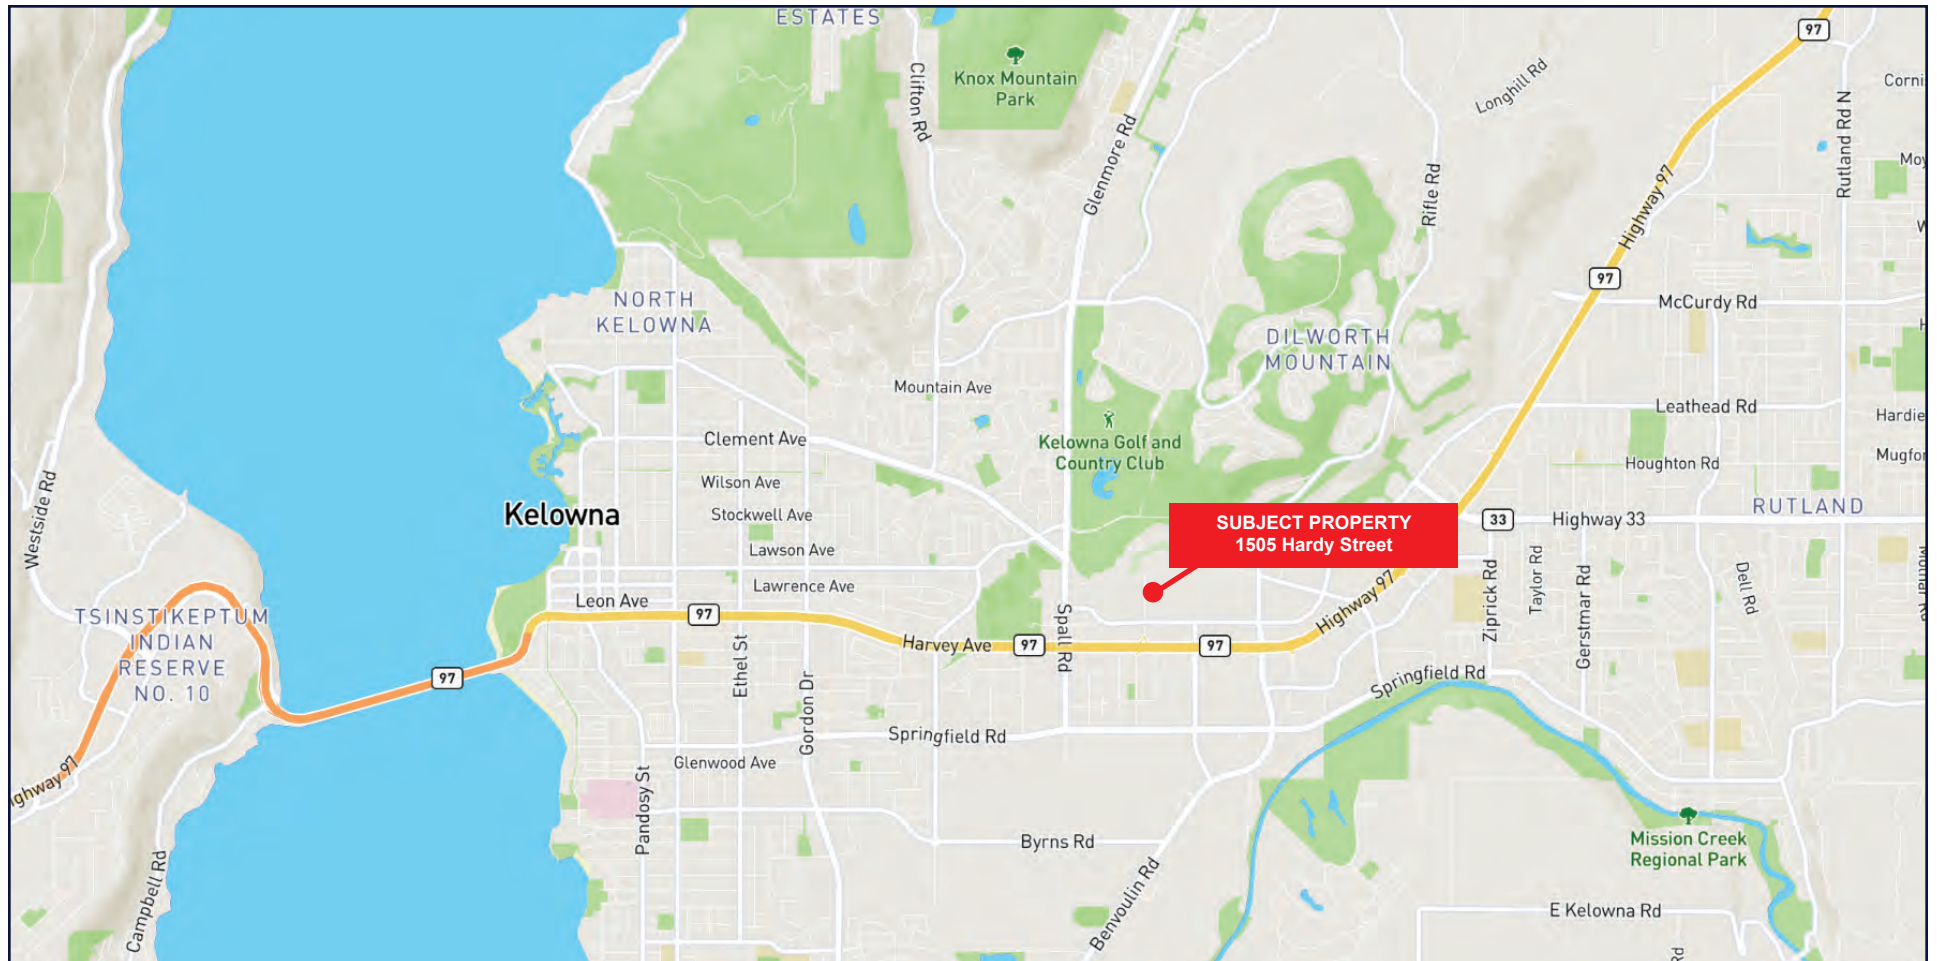 ESTATES
97
Knox Mountain
Park
Clifton Rd
Glenmore Rd
Longhill Rd
Rutland Rd N
Rifle Rd
Highway 97
97
NORTH
KELOWNA
McCurdy Rd
DILWORTH
MOUNTAIN
Mountain Ave
Leathead Rd
Hardie
Clement Ave
Kelowna Golf and
Country Club
Houghton Rd
Westside Rd
Wilson Ave
Kelowna
Stockwell Ave
SUBJECT PROPERTY
1505 Hardy Street
33
Highway 33
RUTLAND
Lawson Ave
Lawrence Ave
Leon Ave
97
Harvey Ave
97
Spall Rd
97
Highway 97
Ziprick Rd
Taylor Rd
Gerstmar Rd
Dell Rd
TSINSTIKEPTUM
INDIAN
RESERVE
NO. 10
97
Ethel St
Gordon Dr
Springfield Rd
Springfield Rd
Glenwood Ave
ighway 97
Pandosy St
Byrns Rd
Mission Creek
Regional Park
Campbell Rd
Benvoulin Rd
E Kelowna Rd
Rd